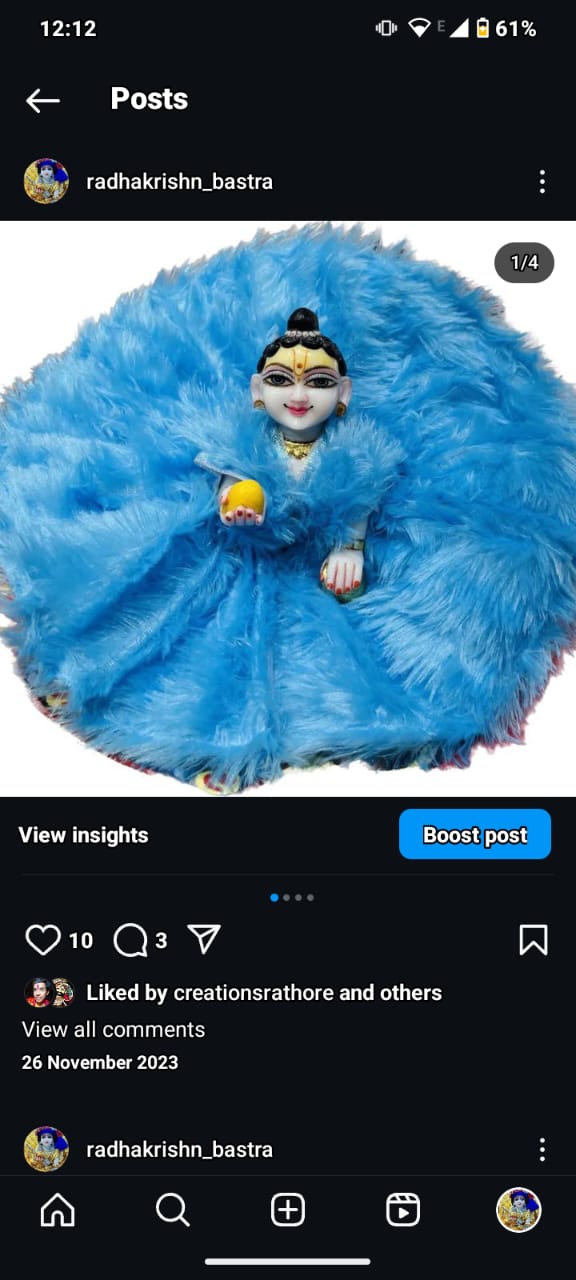 12:12
E
61%
Posts
radhakrishn_bastra
1/4
View insights
Boost post
10
3
Liked by creationsrathore and others
View all comments
26 November 2023
radhakrishn_bastra